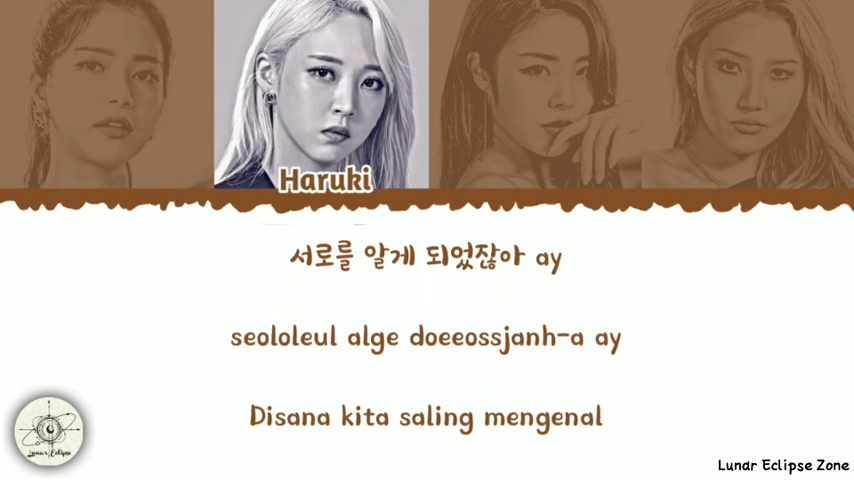 Haruki
서로를 알게 되었잖아 ay
seololeul alge doeeossjanh-a ay
Disana kita saling mengenal
Lunar Eclipse
Lunar Eclipse Zone